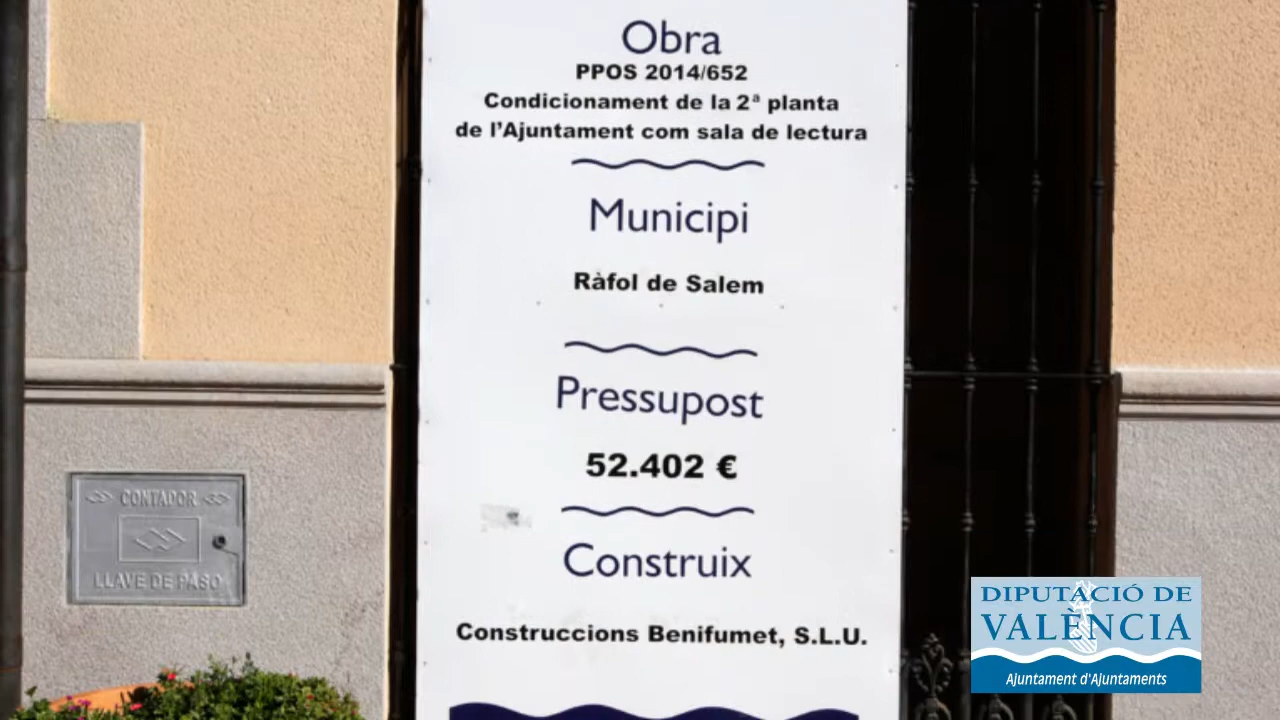 Obra
PPOS 2014/652
Condicionament de la 2ª planta
de l'Ajuntament com sala de lectura
Municipi
Ràfol de Salem
Pressupost
52.402 €
Construix
Construccions Benifumet, S.L.U.
CONTADOR
LLAVE DE PASO
DIPUTACIÓ DE
VALÈNCIA
Ajuntament d'Ajuntaments